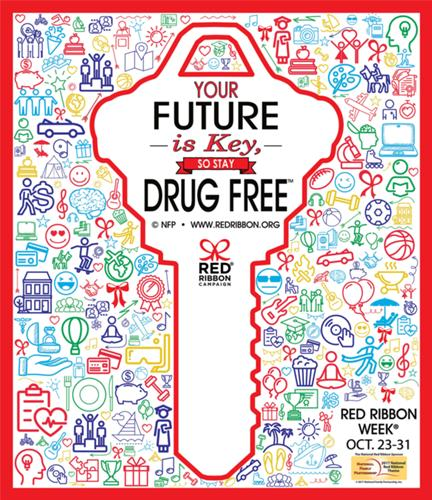 YOUR
FUTURE
is Key,
SO STAY
DRUG FREE™
© NFP • WWW.REDRIBBON.ORG
RED®
RIBBON
CAMPAIGN
RED RIBBON
WEEK®
OCT. 23-31